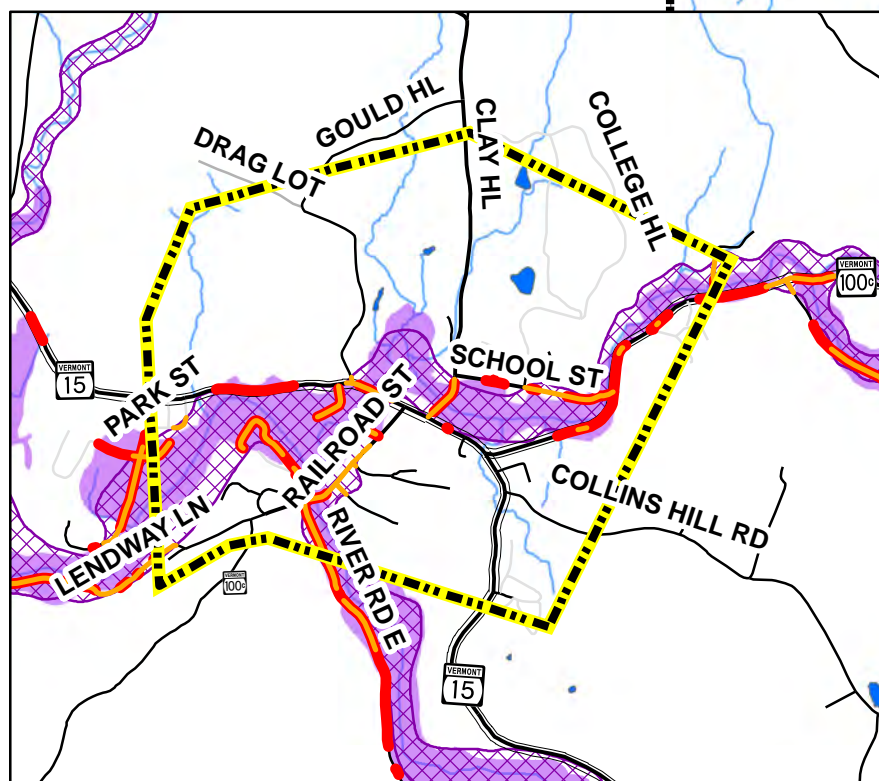 GOULD HL
CLAY HL
COLLEGE HL
DRAG LOT
VERMONT
100c
SCHOOL ST
VERMONT
15
PARK ST
RAILROAD ST
COLLINS HILL RD
LENDWAY LN
RIVER RD E
VERMONT
100c
VERMONT
15